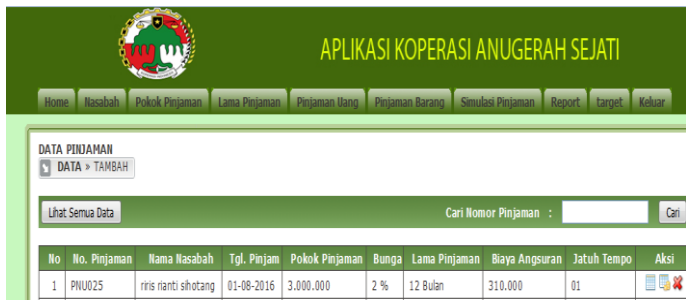 APLIKASI KOPERASI ANUGERAH SEJATI
Home Nasabah Pokok Pinjaman Lama Pinjaman Pinjaman Uang Pinjaman Barang Simulasi Pinjaman Report target Keluar
DATA PINJAMAN
DATA » TAMBAH
Lihat Semua Data Cari Nomor Pinjaman : Cari
No No. Pinjaman Nama Nasabah Tgl. Pinjam Pokok Pinjaman Bunga Lama Pinjaman Biaya Angsuran Jatuh Tempo Aksi
1 PNU025 riris rianti sihotang 01-08-2016 3.000.000 2 % 12 Bulan 310.000 01